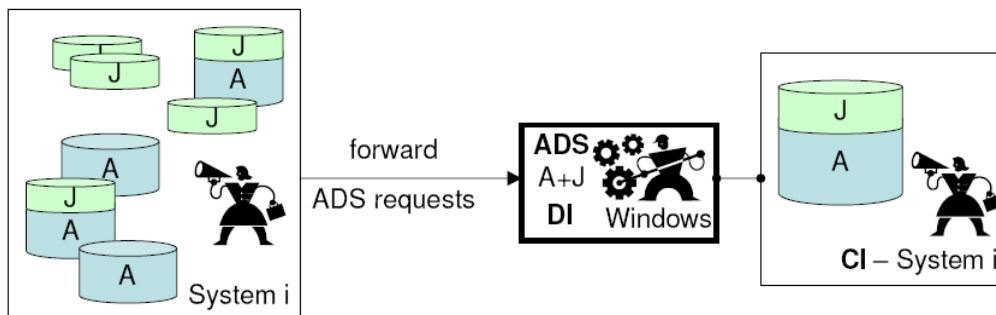 J
J
A
J
A
J
A
A
System i
forward
ADS requests
ADS
A+J
DI Windows
J
A
CI – System i